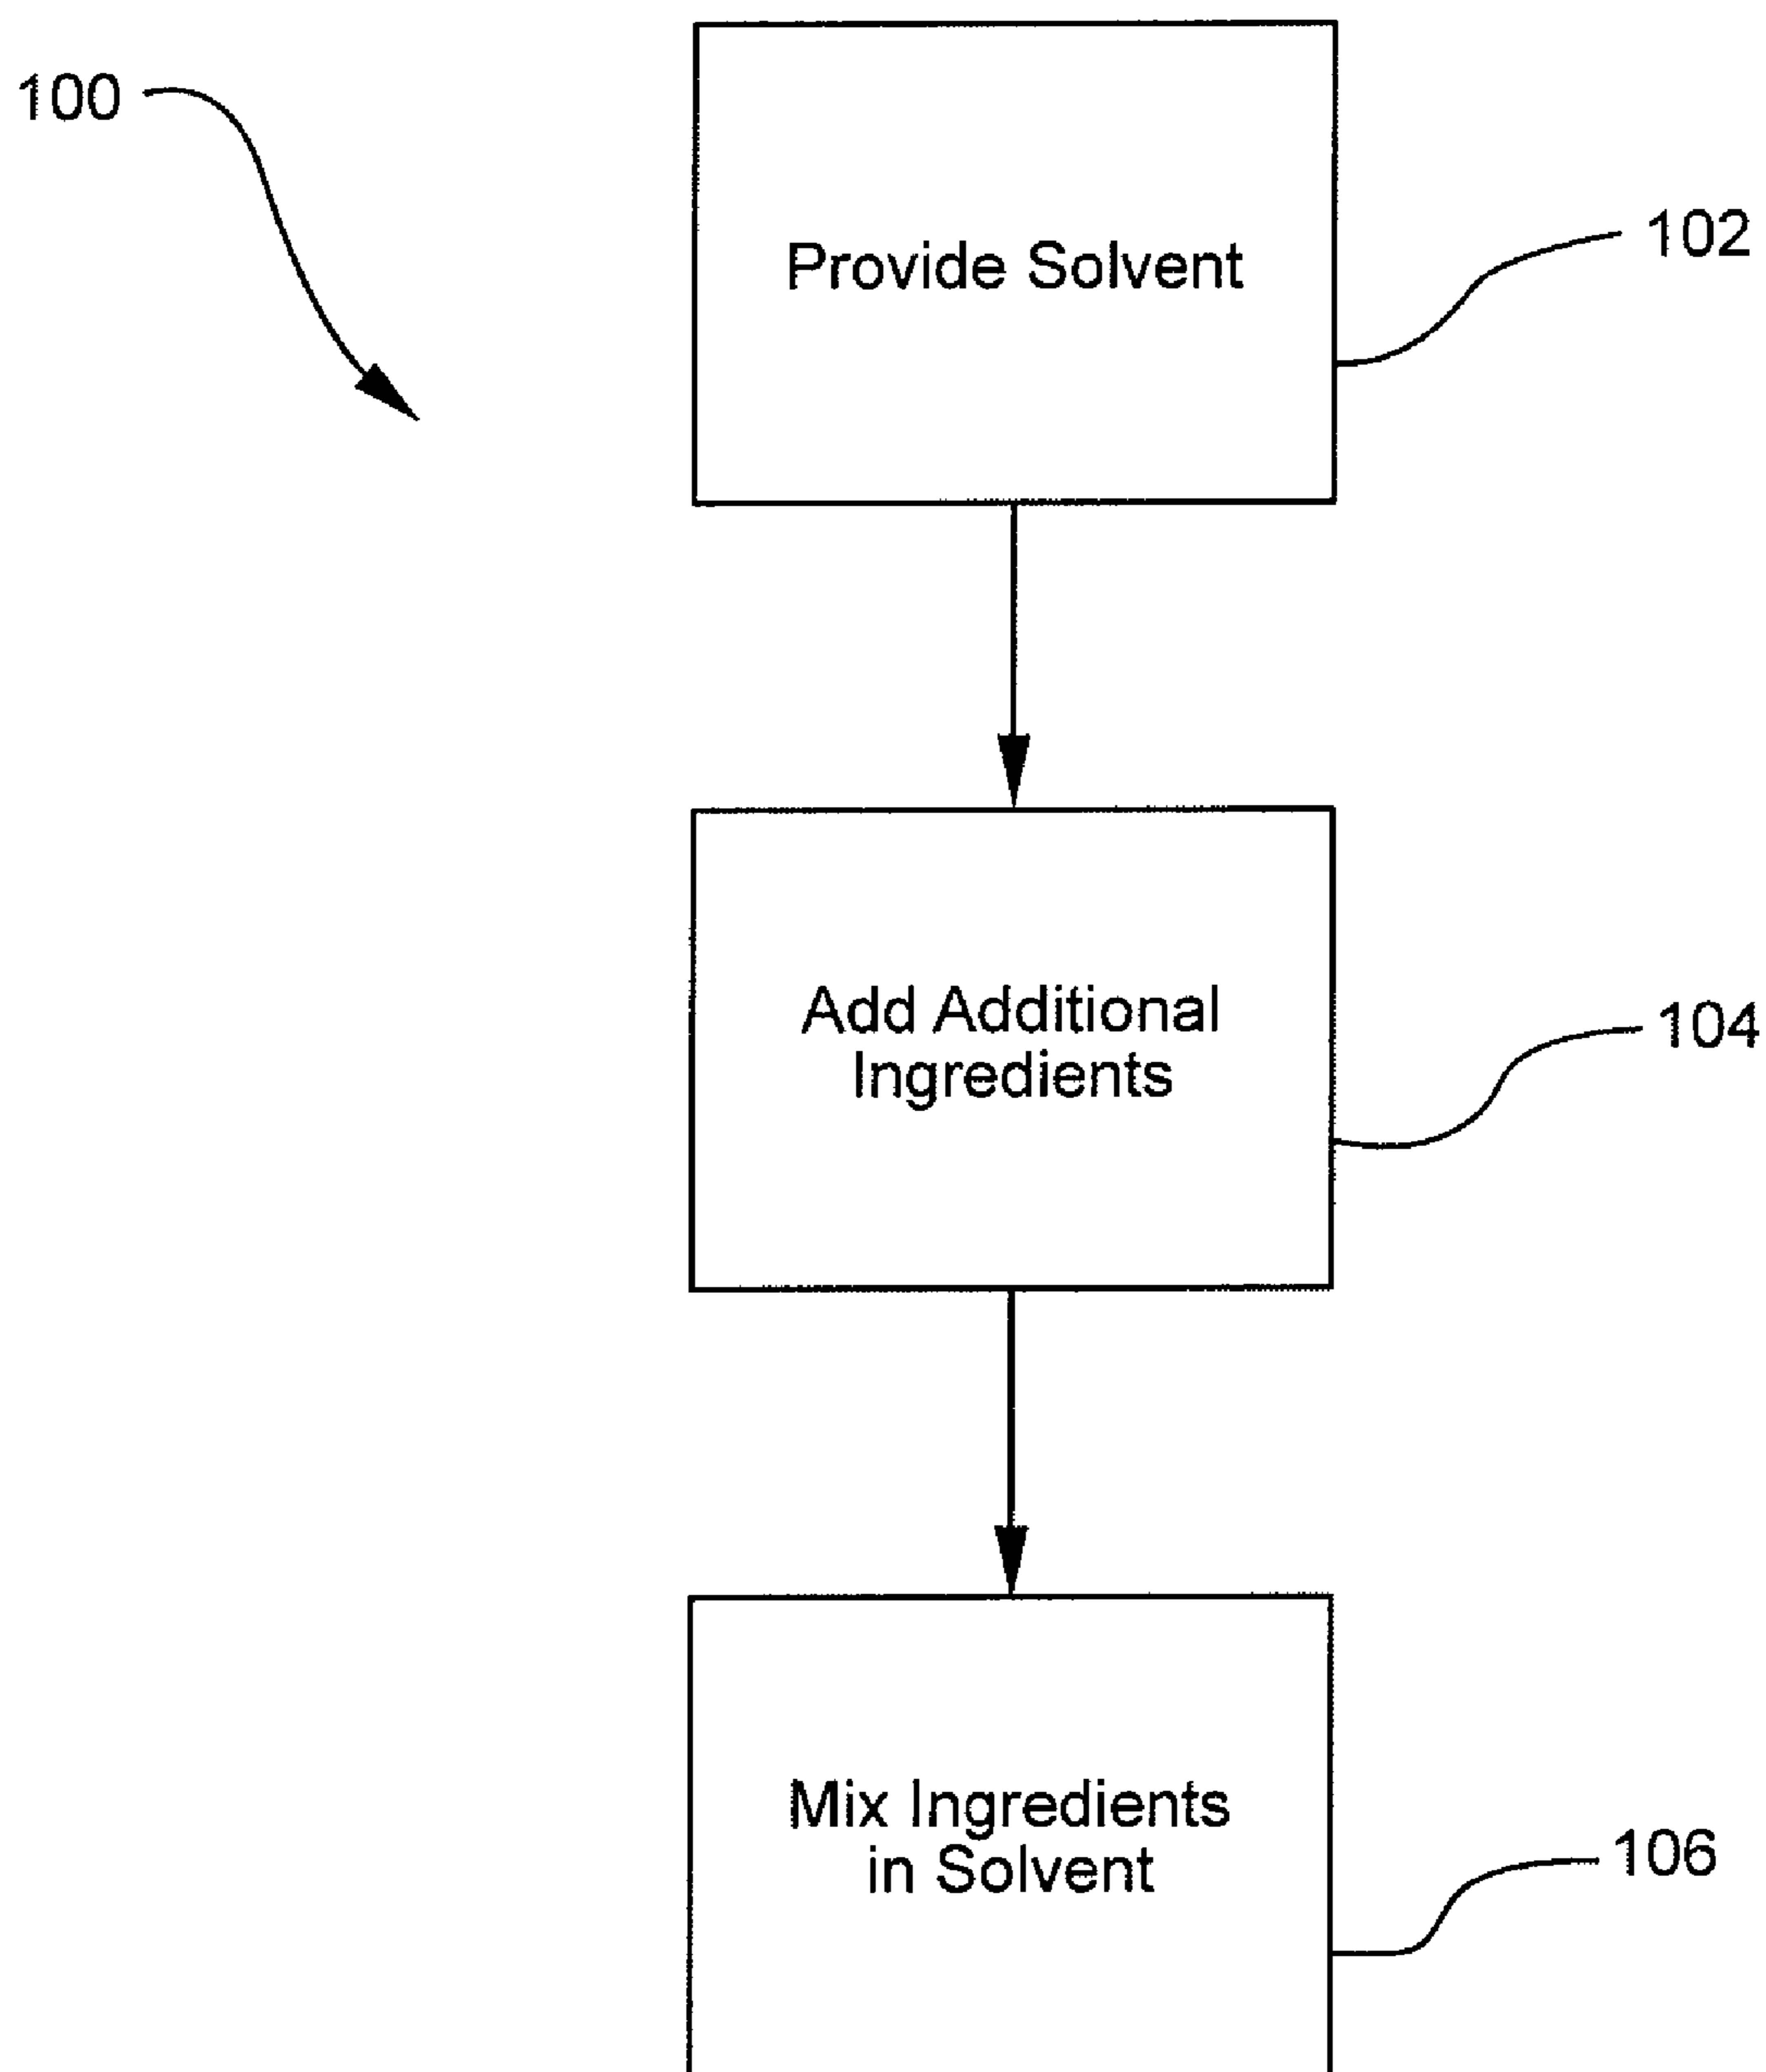 100
Provide Solvent
102
Add Additional
Ingredients
104
Mix Ingredients
in Solvent
106